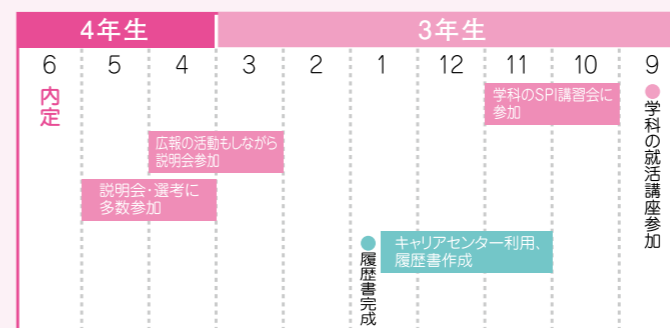 4年生
3年生
6
5
4
3
2
1
12
11
10
9
内定
学科のSPI講習会に
参加
学科の就活講座参加
広報の活動もしながら
説明会参加
説明会・選考に
多数参加
キャリアセンター利用、
履歴書作成
履歴書完成